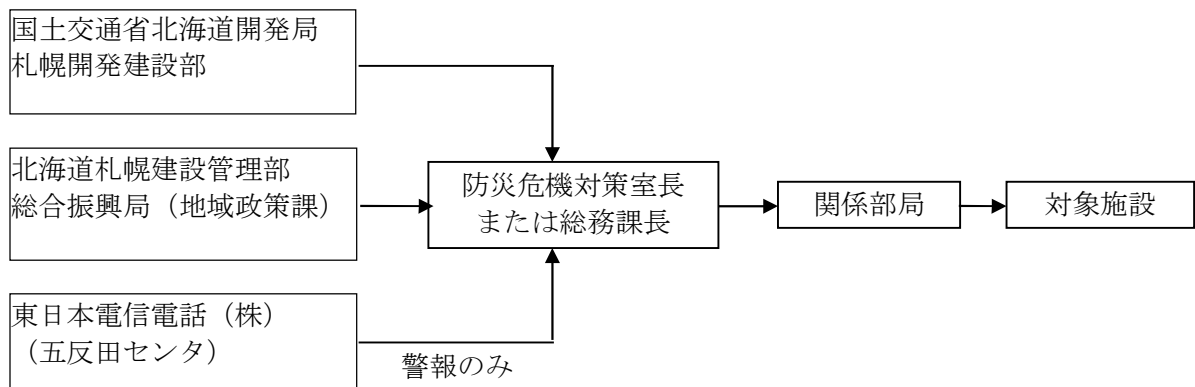 国土交通省北海道開発局
札幌開発建設部
北海道札幌建設管理部
総合振興局（地域政策課）
東日本電信電話（株）
（五反田センタ）
警報のみ
防災危機対策室長
または総務課長
関係部局
対象施設